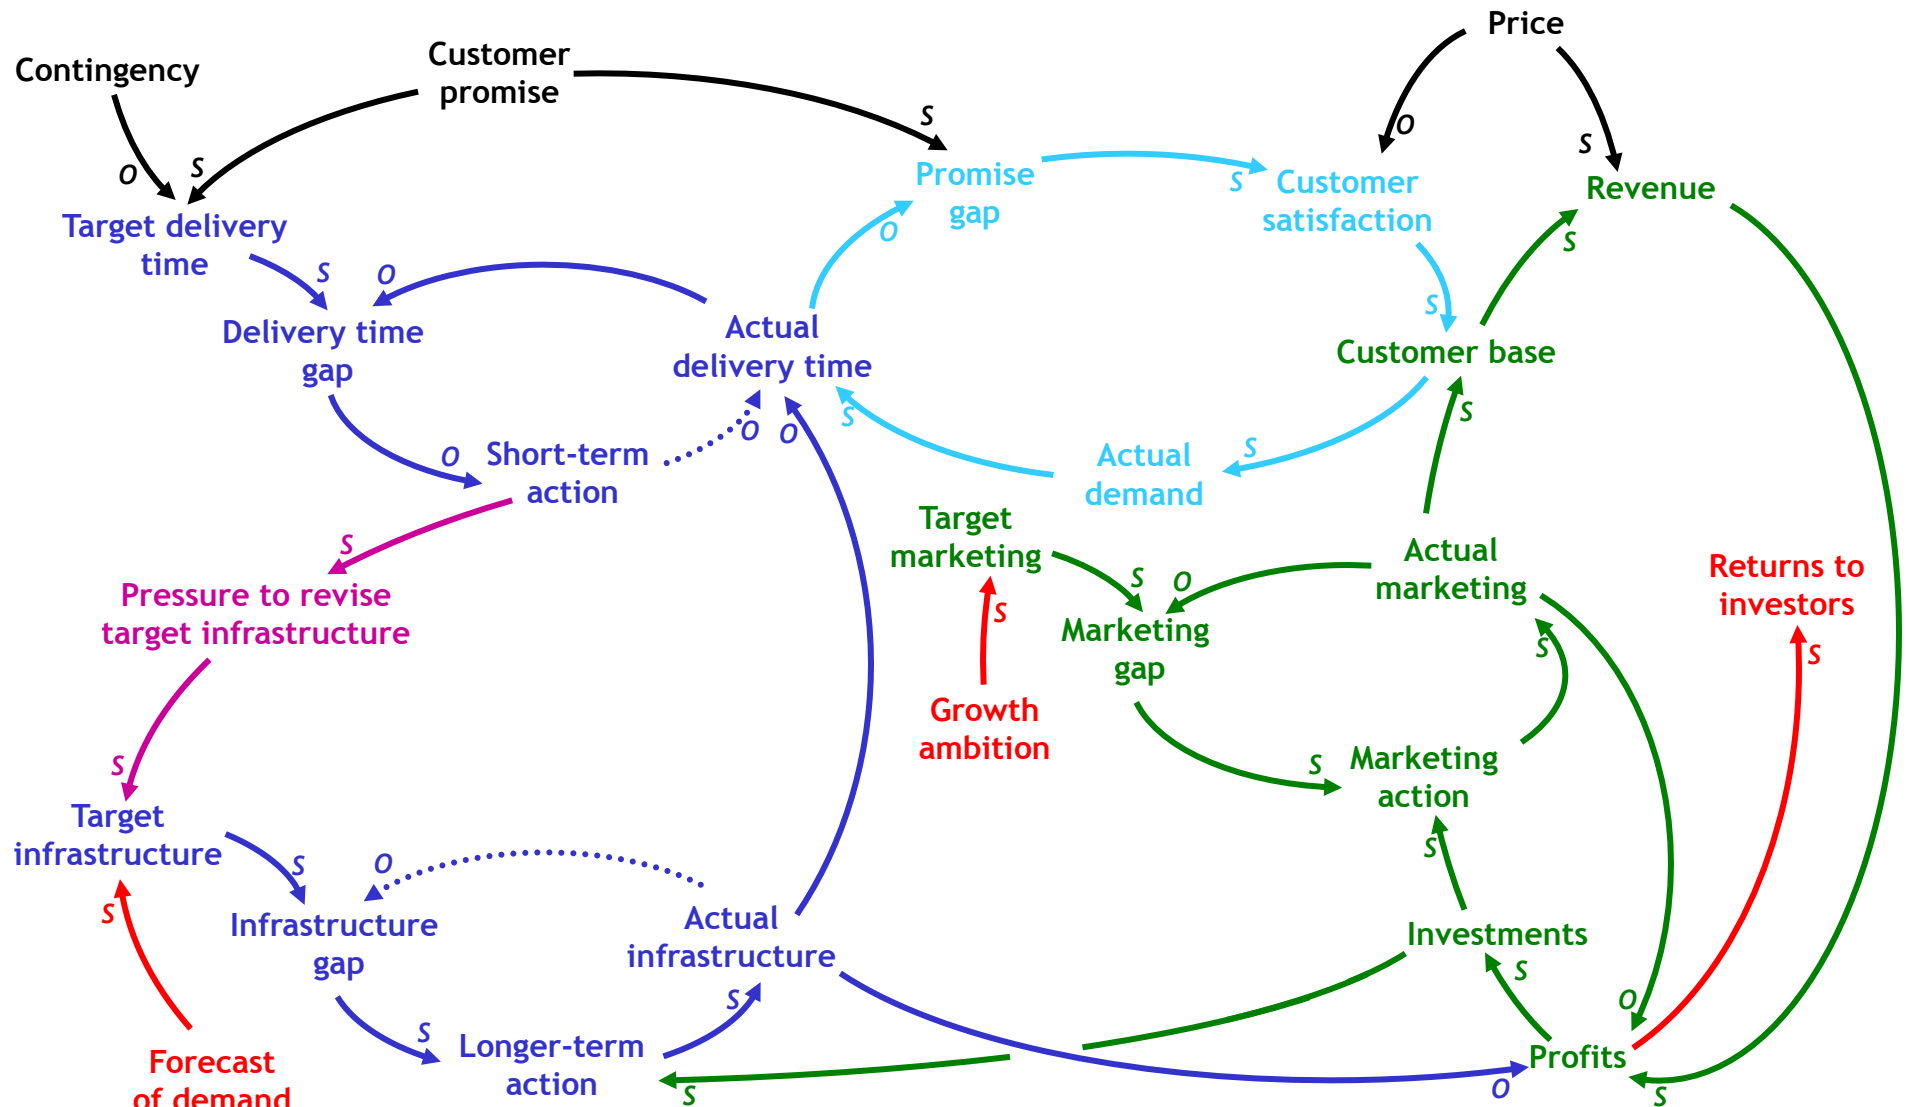 Price
Customer
promise
Contingency
S
O
O
S
S
Promise
gap
S
Customer
satisfaction
Revenue
Target delivery
time
O
S
S
O
S
Delivery time
gap
Actual
delivery time
Customer base
O
O
O
S
S
S
Short-term
action
Actual
demand
Target
marketing
S
S
O
Actual
marketing
Returns to
investors
Pressure to revise
target infrastructure
S
Marketing
gap
S
S
Growth
ambition
S
S
Marketing
action
Target
infrastructure
S
O
S
S
Infrastructure
gap
Actual
infrastructure
Investments
S
S
O
S
Longer-term
action
Profits
Forecast
of demand
S
O
S